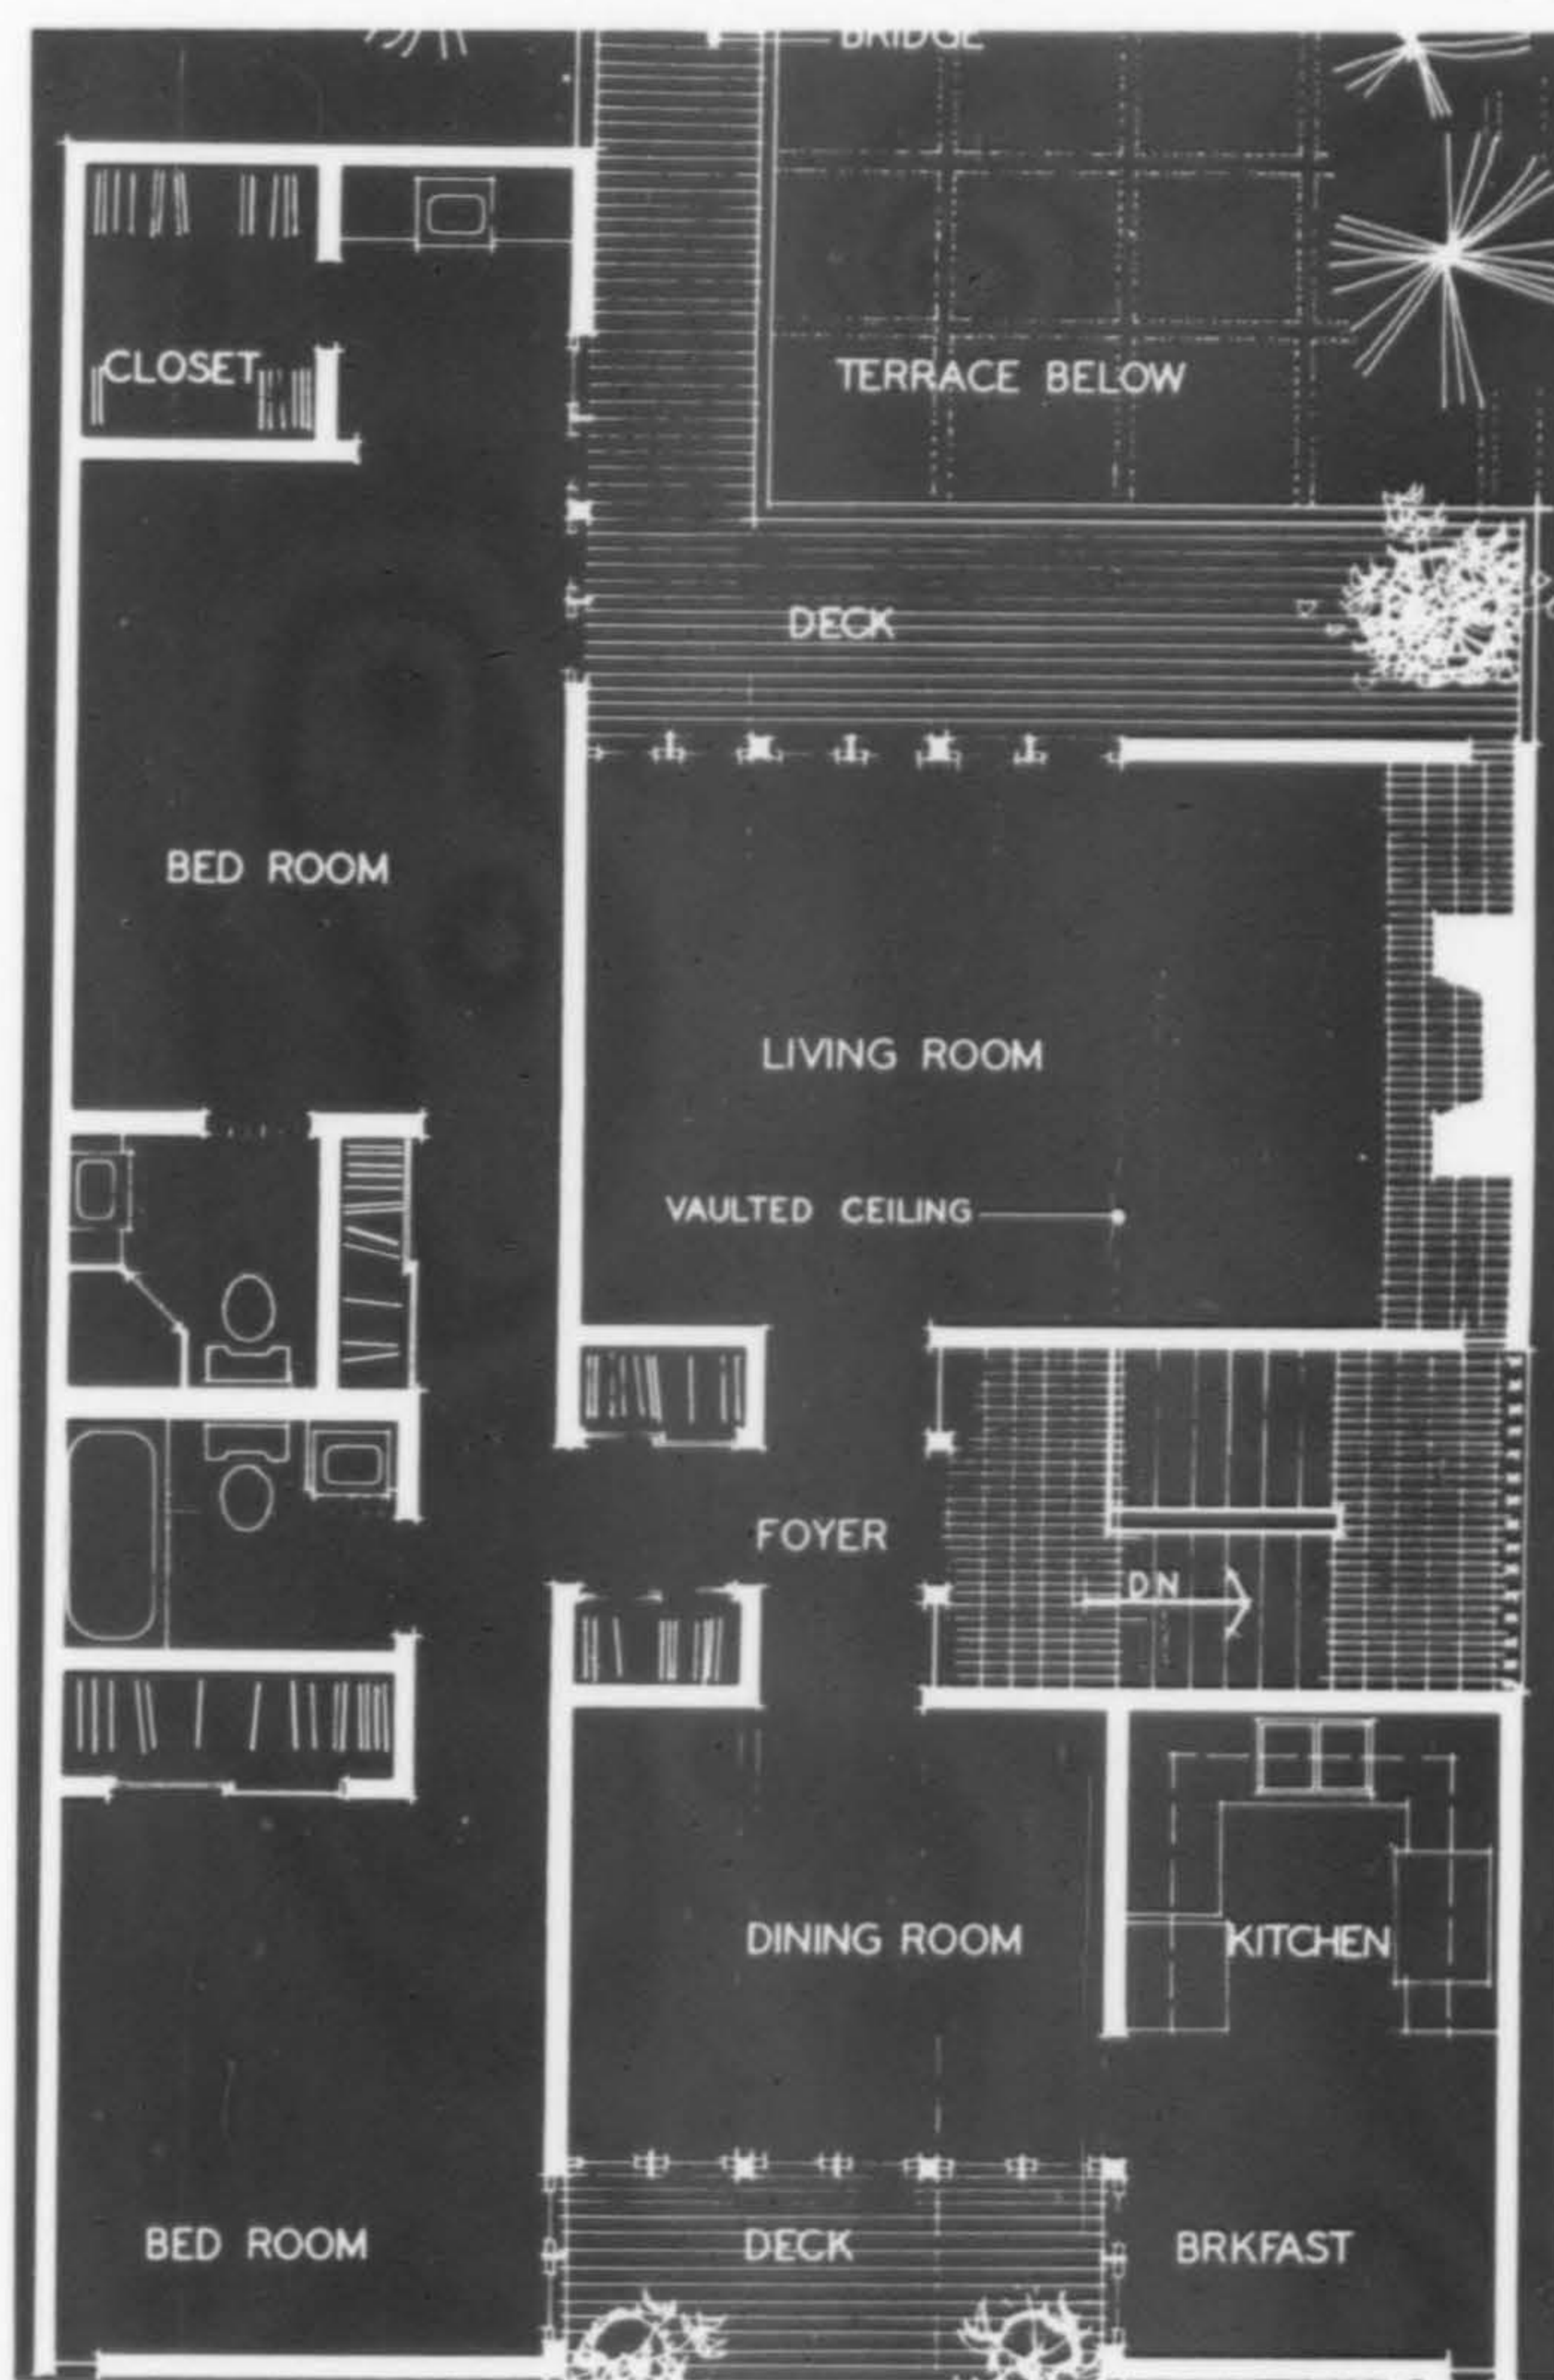 BRIDGE
CLOSET
TERRACE BELOW
DECK
BED ROOM
LIVING ROOM
VAULTED CEILING
FOYER
DN
DINING ROOM
KITCHEN
BED ROOM
DECK
BRKFAST